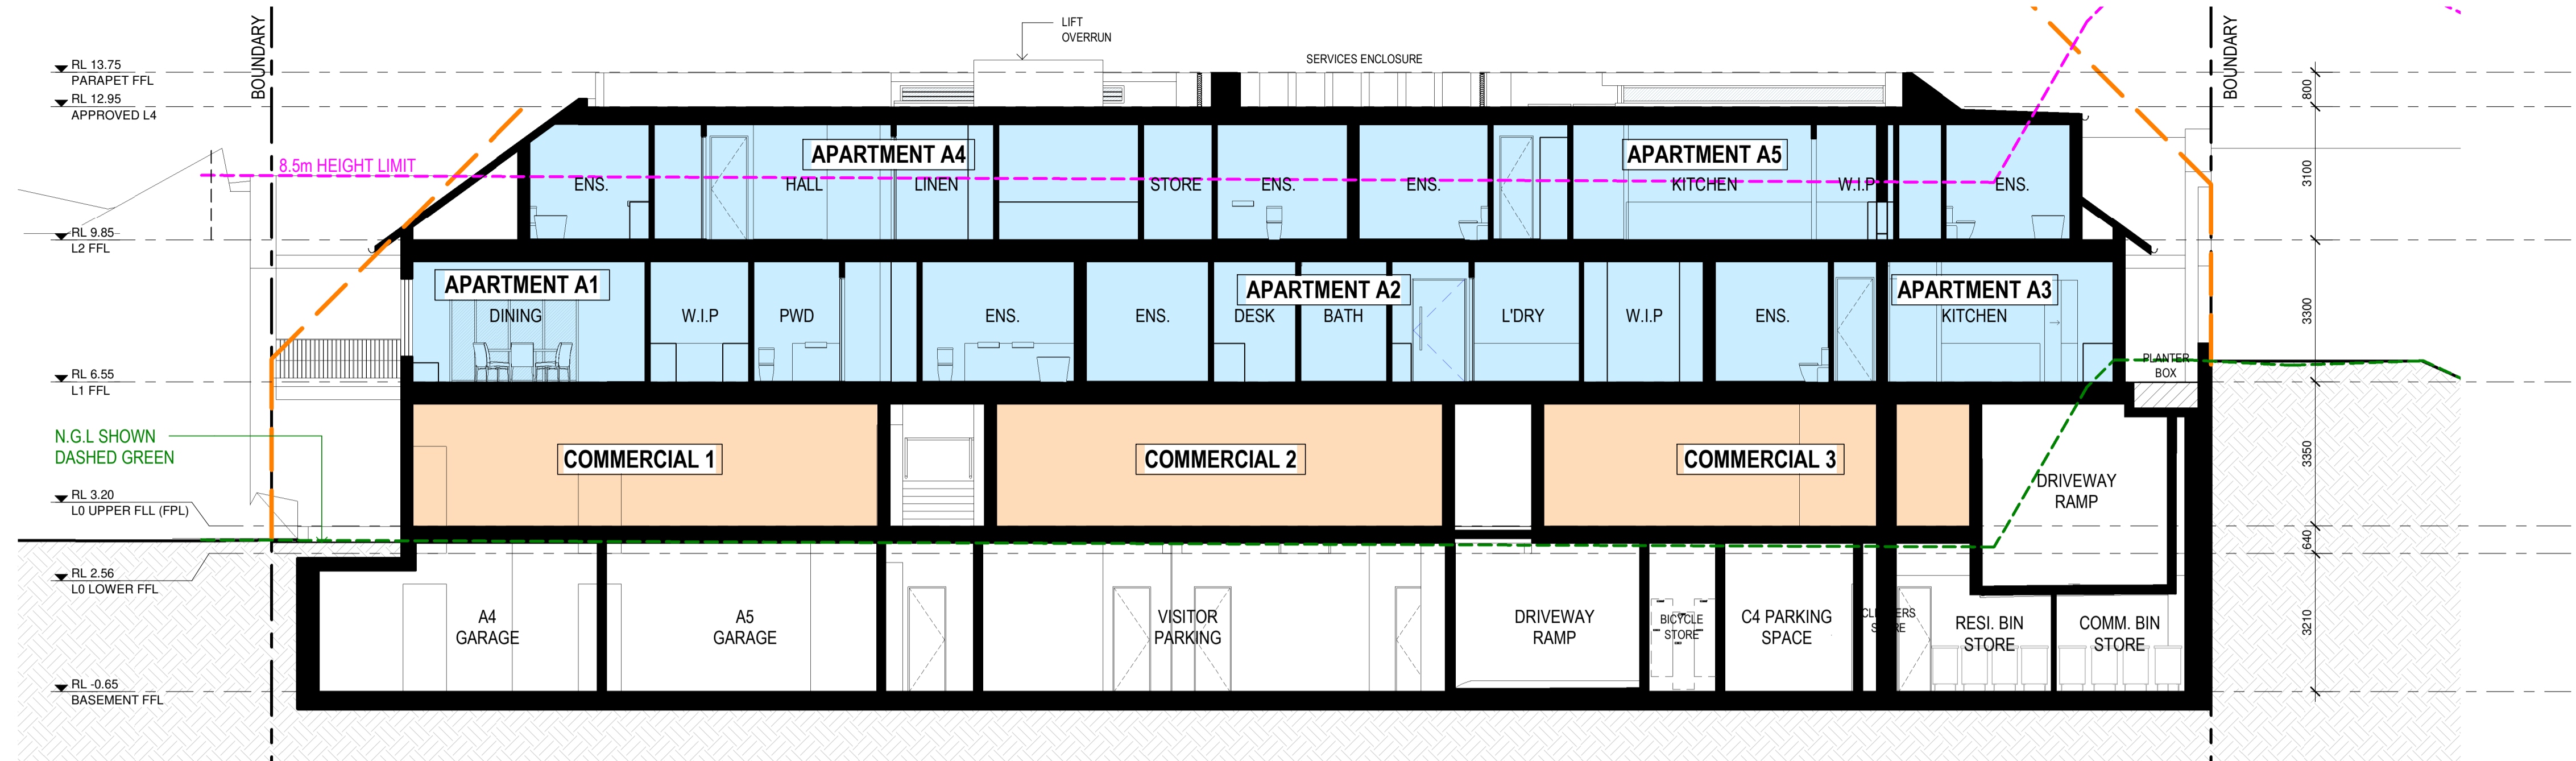 BOUNDARY
LIFT
OVERRUN
SERVICES ENCLOSURE
BOUNDARY
RL 13.75
PARAPET FFL
RL 12.95
APPROVED L4
800
8.5m HEIGHT LIMIT
APARTMENT A4
APARTMENT A5
ENS.
HALL
LINEN
STORE
ENS.
ENS.
KITCHEN
W.I.P
ENS.
3100
RL 9.85
L2 FFL
APARTMENT A1
APARTMENT A2
APARTMENT A3
DINING
W.I.P
PWD
ENS.
ENS.
DESK
BATH
L'DRY
W.I.P
ENS.
KITCHEN
3300
PLANTER
BOX
RL 6.55
L1 FFL
N.G.L SHOWN
DASHED GREEN
COMMERCIAL 1
COMMERCIAL 2
COMMERCIAL 3
3350
DRIVEWAY
RAMP
RL 3.20
L0 UPPER FLL (FPL)
640
RL 2.56
L0 LOWER FFL
A4
GARAGE
A5
GARAGE
VISITOR
PARKING
DRIVEWAY
RAMP
BICYCLE
STORE
C4 PARKING
SPACE
RESI. BIN
STORE
COMM. BIN
STORE
3210
RL -0.65
BASEMENT FFL